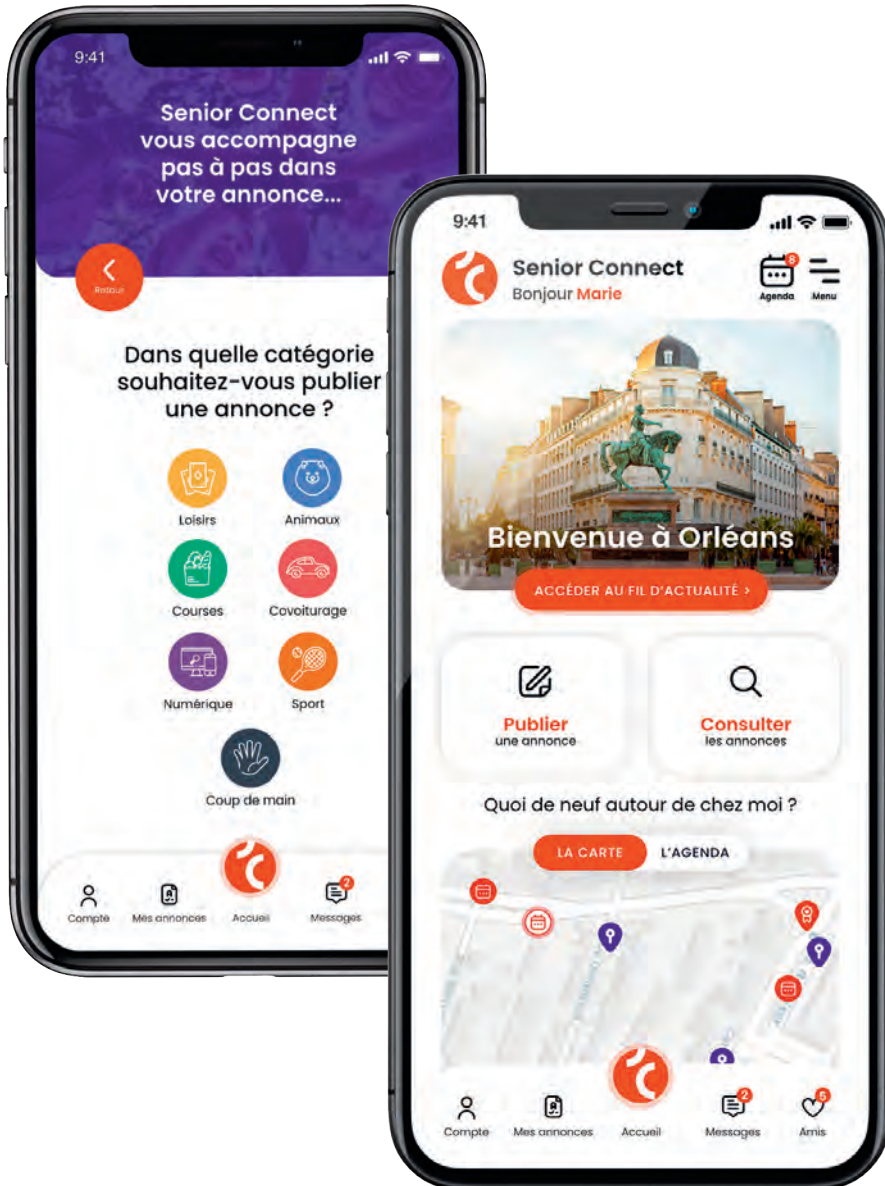 9:41
Senior Connect
vous accompagne
pas à pas dans
votre annonce...
Retour
Dans quelle catégorie
souhaitez-vous publier
une annonce ?
Loisirs
Animaux
Courses
Covoiturage
Numérique
Sport
Coup de main
Compte
Mes annonces
Accueil
2
Messages
9:41
Senior Connect
Bonjour Marie
8
Agenda
Menu
Bienvenue à Orléans
ACCÉDER AU FIL D'ACTUALITÉ >
Publier
une annonce
Consulter
les annonces
Quoi de neuf autour de chez moi ?
LA CARTE
L'AGENDA
Compte
Mes annonces
Accueil
2
Messages
5
Amis